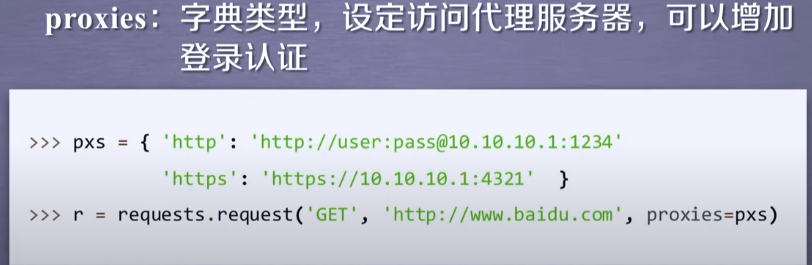 proxies：字典类型，设定访问代理服务器，可以增加
登录认证
>>> pxs = { 'http': 'http://user:pass@10.10.10.1:1234'
'https': 'https://10.10.10.1:4321' }
>>> r = requests.request('GET', 'http://www.baidu.com', proxies=pxs)